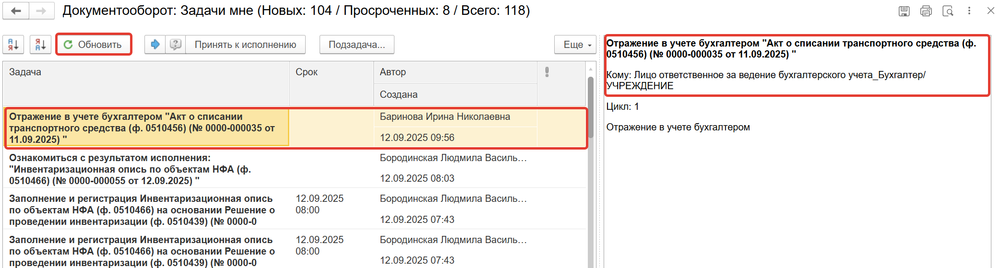 Документооборот: Задачи мне (Новых: 104 / Просроченных: 8 / Всего: 118)
Обновить
Принять к исполнению
Подзадача...
Еще
Задача
Срок
Автор
Создана
Отражение в учете бухгалтером "Акт о списании
транспортного средства (ф. 0510456) (№ 0000-000035 от
11.09.2025) "
Баринова Ирина Николаевна
12.09.2025 09:56
Ознакомиться с результатом исполнения:
"Инвентаризационная опись по объектам НФА (ф.
0510466) (№ 0000-000055 от 12.09.2025) "
Бородинская Людмила Василь...
12.09.2025 08:03
Заполнение и регистрация Инвентаризационная опись
по объектам НФА (ф. 0510466) на основании Решение о
проведении инвентаризации (ф. 0510439) (№ 0000-0
12.09.2025
08:00
Бородинская Людмила Василь...
12.09.2025 07:43
Заполнение и регистрация Инвентаризационная опись
по объектам НФА (ф. 0510466) на основании Решение о
проведении инвентаризации (ф. 0510439) (№ 0000-0
12.09.2025
08:00
Бородинская Людмила Василь...
12.09.2025 07:43
Отражение в учете бухгалтером "Акт о списании транспортного средства (ф.
0510456) (№ 0000-000035 от 11.09.2025) "
Кому: Лицо ответственное за ведение бухгалтерского учета_Бухгалтер/
УЧРЕЖДЕНИЕ
Цикл: 1
Отражение в учете бухгалтером